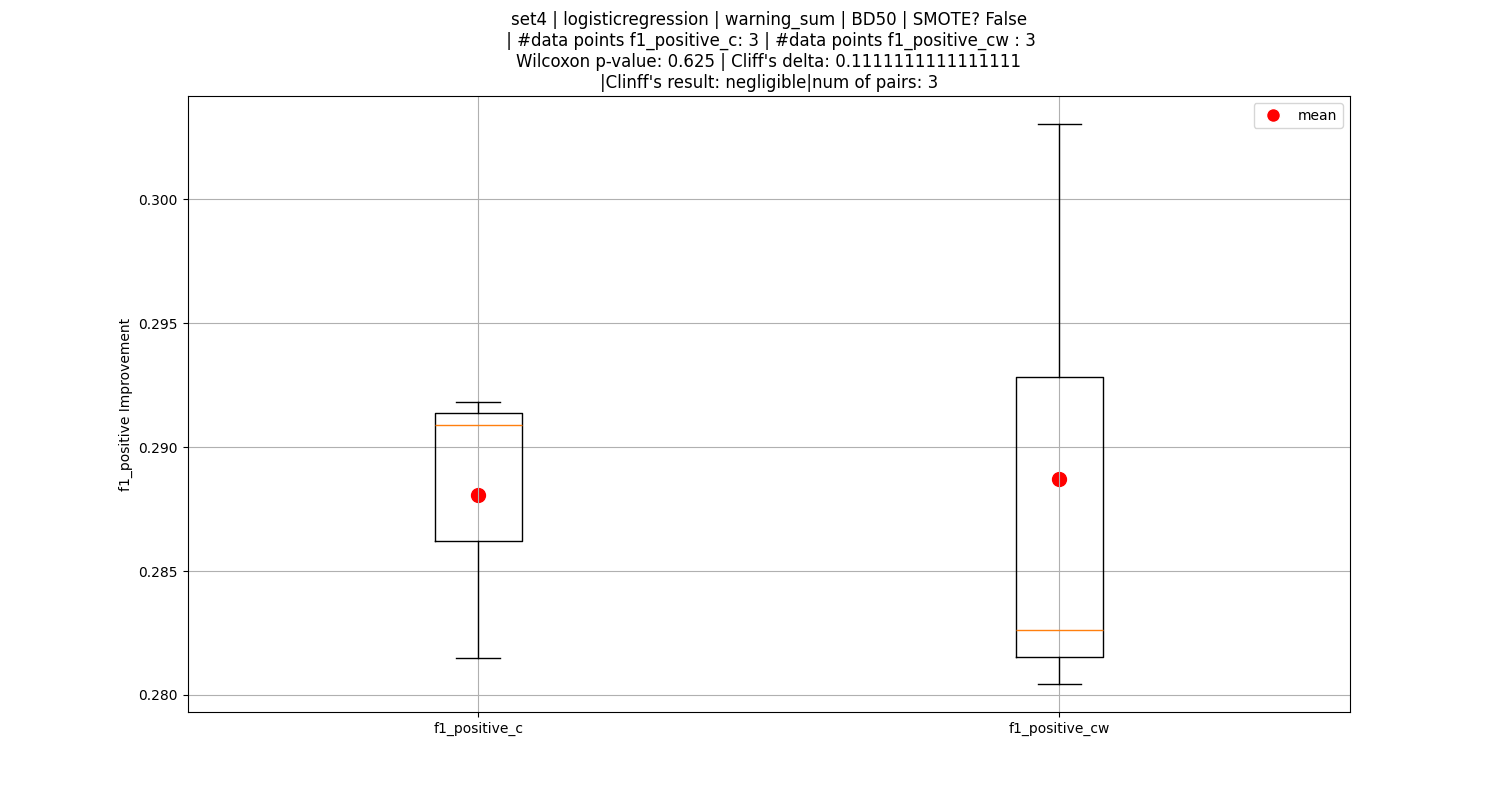 set4 | logisticregression | warning_sum | BD50 | SMOTE? False
| #data points f1_positive_c: 3 | #data points f1_positive_cw : 3
Wilcoxon p-value: 0.625 | Cliff's delta: 0.1111111111111111
|Clinff's result: negligible|num of pairs: 3
mean
0.300
0.295
0.290
0.285
0.280
f1_positive Improvement
f1_positive_c
f1_positive_cw